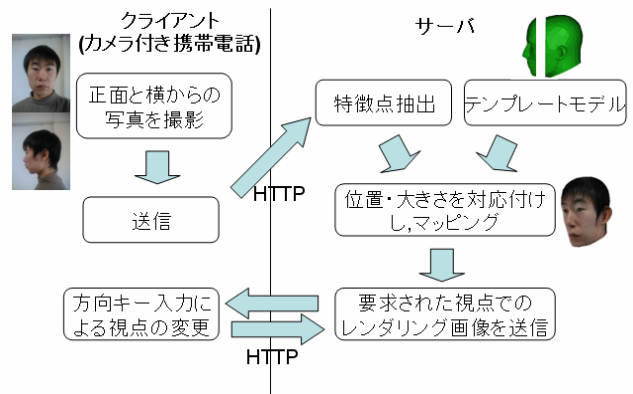 クライアント
(カメラ付き携帯電話)
サーバ
正面と横からの
写真を撮影
送信
HTTP
特徴点抽出
テンプレートモデル
位置・大きさを対応付け
し,マッピング
方向キー入力に
よる視点の変更
要求された視点での
レンダリング画像を送信
HTTP